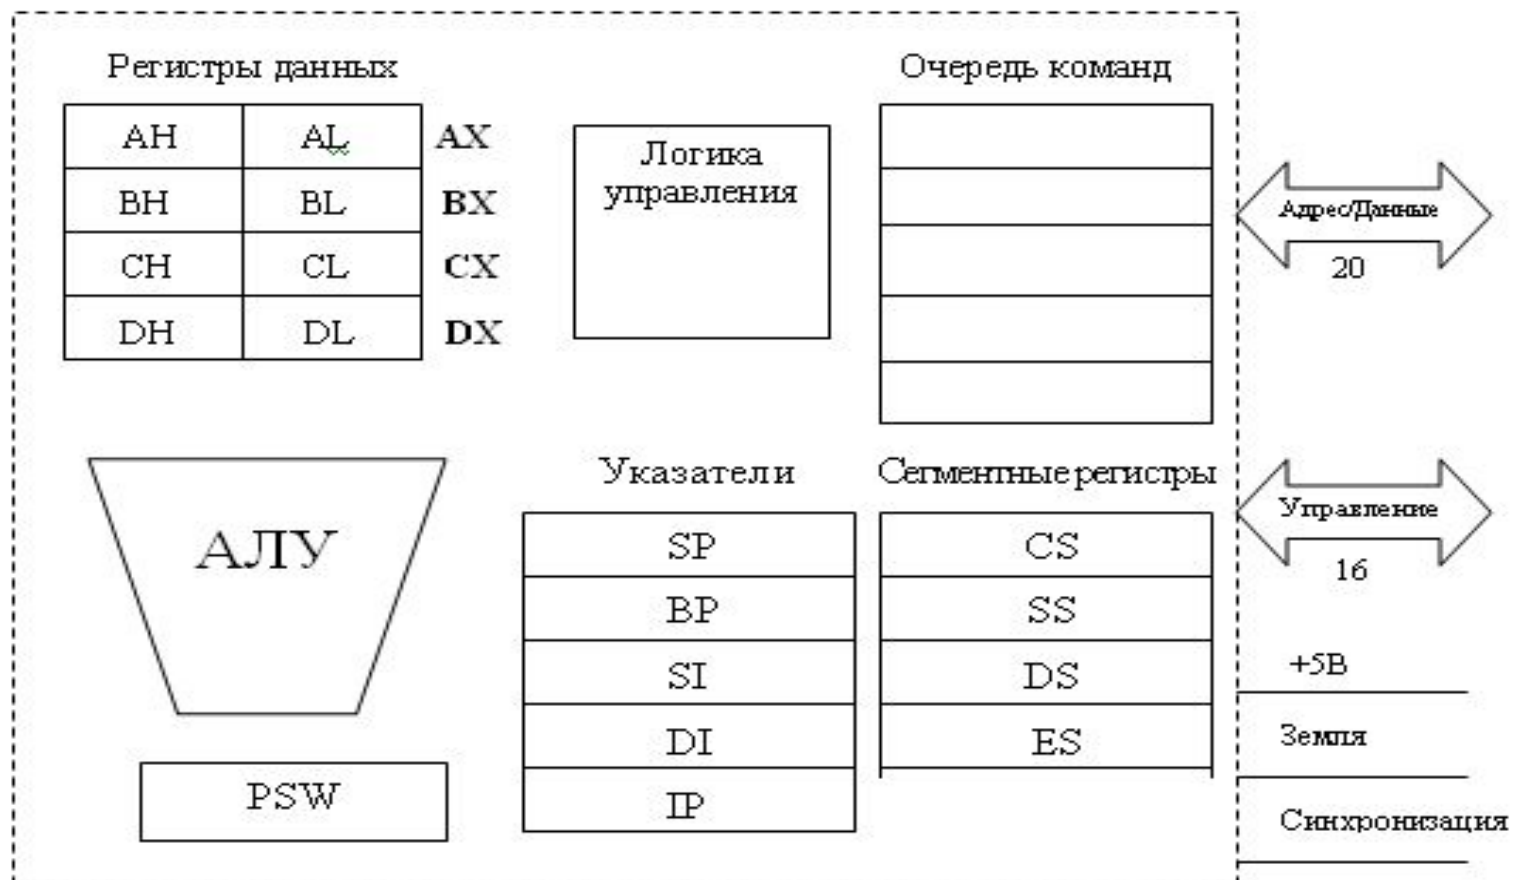 Регистры данных
AH AL AX
BH BL BX
CH CL CX
DH DL DX
Логика
управления
Очередь команд
Адрес/Данные
20
АЛУ
PSW
Указатели
SP
BP
SI
DI
IP
Сегментные регистры
CS
SS
DS
ES
Управление
16
+5В
Земля
Синхронизация